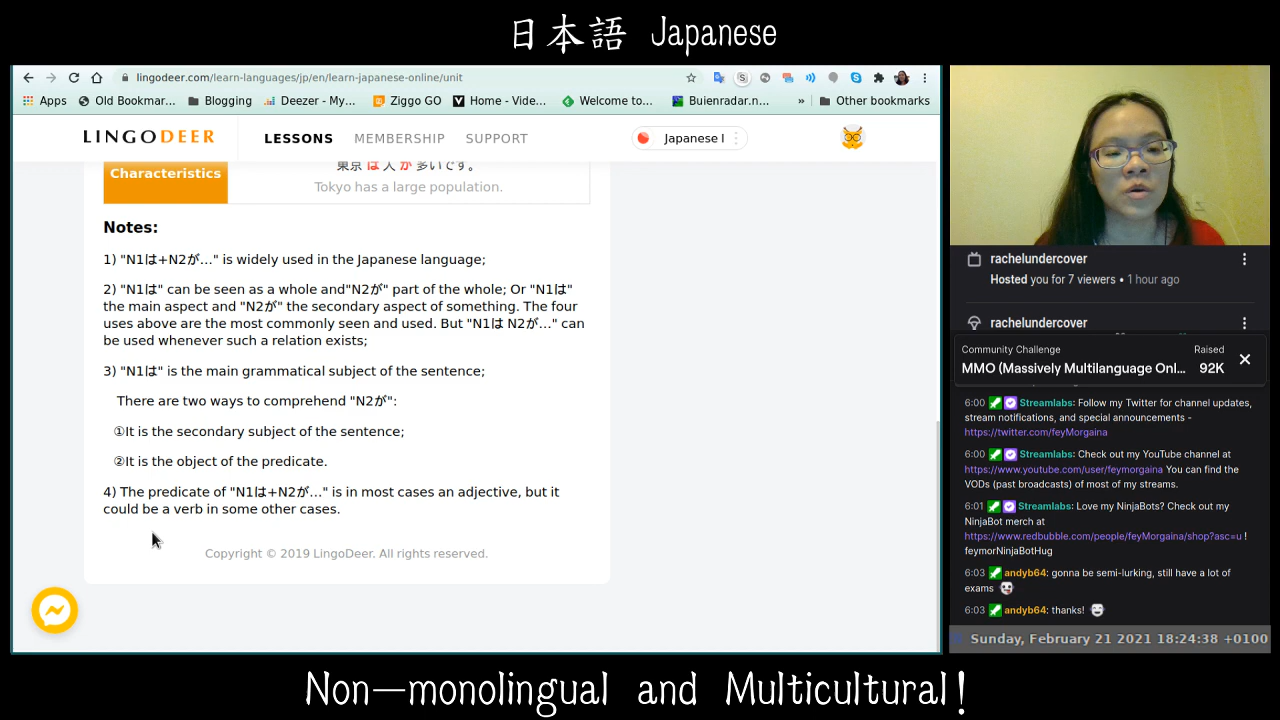 日本語 Japanese
lingodeer.com/learn-languages/jp/en/learn-japanese-online/unit
Apps Old Bookmar... Blogging Deezer - My... Ziggo GO Home - Vide... Welcome to... Buienradar.n... » Other bookmarks
LINGODEER LESSONS MEMBERSHIP SUPPORT Japanese I
Characteristics
東京 は 人 が 多いです。
Tokyo has a large population.
Notes:
1) "N1は+N2が…" is widely used in the Japanese language;
2) "N1は" can be seen as a whole and"N2が" part of the whole; Or "N1は"
the main aspect and "N2が" the secondary aspect of something. The four
uses above are the most commonly seen and used. But "N1は N2が…" can
be used whenever such a relation exists;
3) "N1は" is the main grammatical subject of the sentence;
There are two ways to comprehend "N2が":
①It is the secondary subject of the sentence;
②It is the object of the predicate.
4) The predicate of "N1は+N2が…" is in most cases an adjective, but it
could be a verb in some other cases.
Copyright © 2019 LingoDeer. All rights reserved.
rachelundercover
Hosted you for 7 viewers • 1 hour ago
rachelundercover
Community Challenge Raised
MMO (Massively Multilanguage Onl... 92K
6:00 Streamlabs: Follow my Twitter for channel updates,
stream notifications, and special announcements -
https://twitter.com/feyMorgaina
6:00 Streamlabs: Check out my YouTube channel at
https://www.youtube.com/user/feymorgaina You can find the
VODs (past broadcasts) of most of my streams.
6:01 Streamlabs: Love my NinjaBots? Check out my
NinjaBot merch at
https://www.redbubble.com/people/feyMorgaina/shop?asc=u !
feymorNinjaBotHug
6:03 andyb64: gonna be semi-lurking, still have a lot of
exams
6:03 andyb64: thanks!
Sunday, February 21 2021 18:24:38 +0100
Non-monolingual and Multicultural!